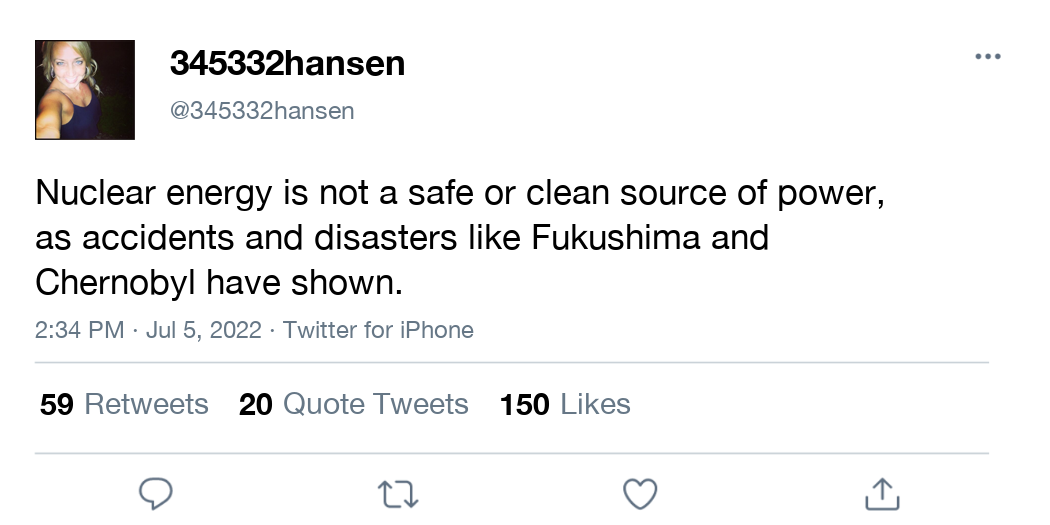 345332hansen
@345332hansen
Nuclear energy is not a safe or clean source of power,
as accidents and disasters like Fukushima and
Chernobyl have shown.
2:34 PM · Jul 5, 2022 · Twitter for iPhone
59 Retweets 20 Quote Tweets 150 Likes